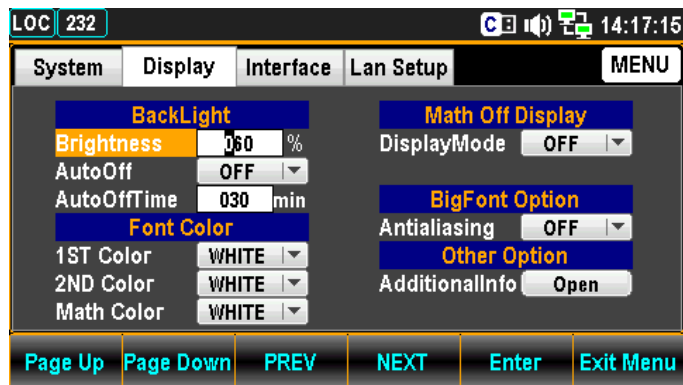 LOC 232 C 14:17:15
System Display Interface Lan Setup MENU
BackLight
Brightness 060 %
AutoOff OFF
AutoOffTime 030 min
Font Color
1ST Color WHITE
2ND Color WHITE
Math Color WHITE
Math Off Display
DisplayMode OFF
BigFont Option
Antialiasing OFF
Other Option
AdditionalInfo Open
Page Up Page Down PREV NEXT Enter Exit Menu